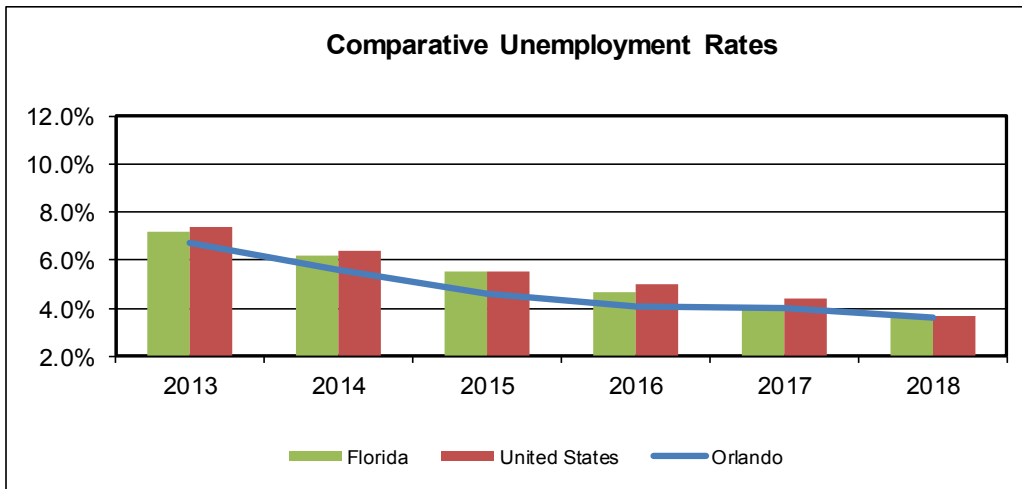 Comparative Unemployment Rates
12.0%
10.0%
8.0%
6.0%
4.0%
2.0%
2013 2014 2015 2016 2017 2018
Florida United States Orlando